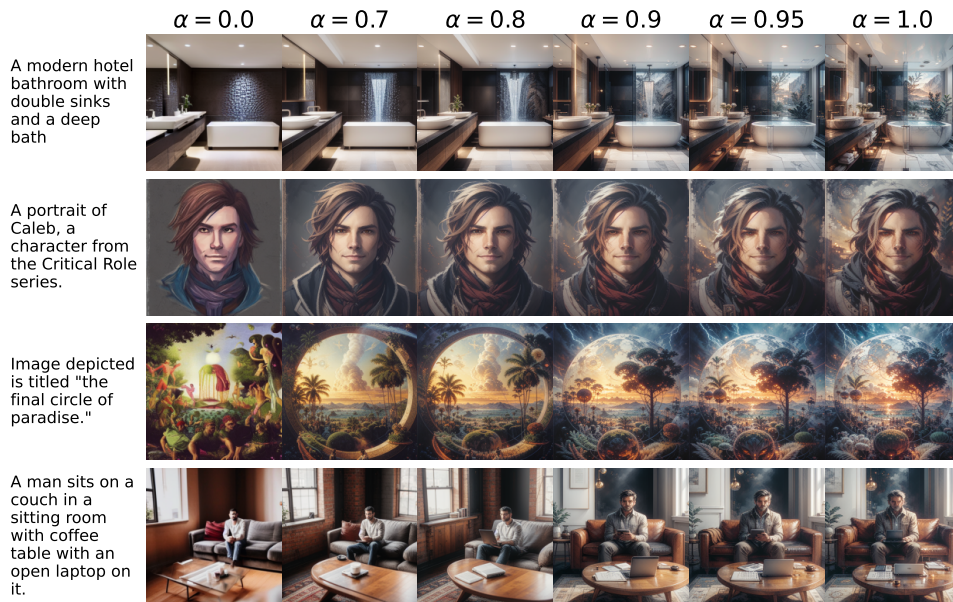 α = 0.0 α = 0.7 α = 0.8 α = 0.9 α = 0.95 α = 1.0
A modern hotel
bathroom with
double sinks
and a deep
bath
A portrait of
Caleb, a
character from
the Critical Role
series.
Image depicted
is titled "the
final circle of
paradise."
A man sits on a
couch in a
sitting room
with coffee
table with an
open laptop on
it.